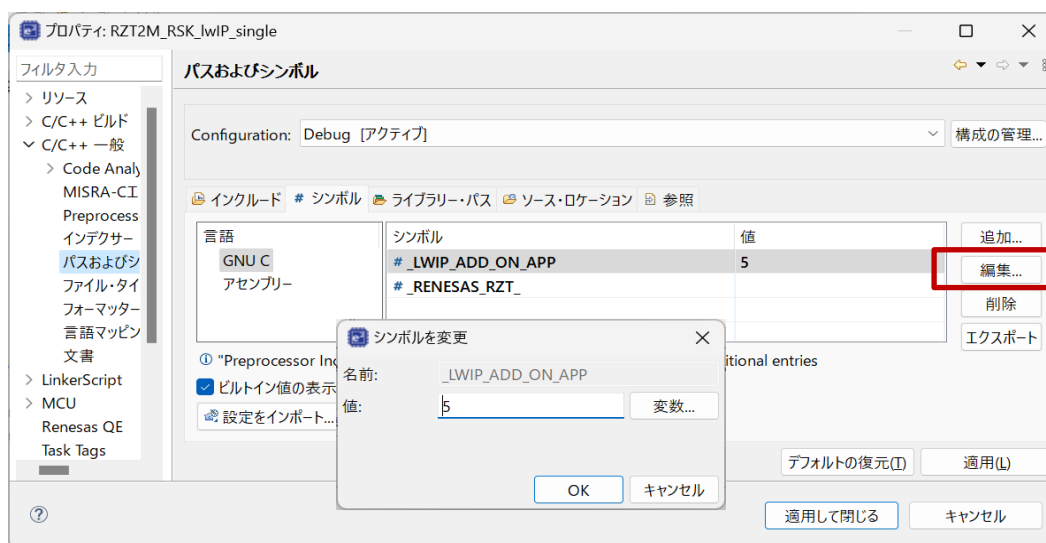 プロパティ: RZT2M_RSK_lwIP_single
フィルタ入力
パスおよびシンボル
リソース
C/C++ ビルド
C/C++ 一般
Code Analy
MISRA-CI
Preprocess
インデクサー
パスおよびシ
ファイル・タイ
フォーマッター
言語マッピン
文書
LinkerScript
MCU
Renesas QE
Task Tags
Configuration: Debug [アクティブ]
構成の管理...
インクルード # シンボル ライブラリー・パス ソース・ロケーション 参照
言語
GNU C
アセンブリー
シンボル 値
# _LWIP_ADD_ON_APP 5
# _RENESAS_RZT_
追加...
編集...
削除
エクスポート
"Preprocessor Inc
itional entries
ビルトイン値の表示
設定をインポート...
シンボルを変更
名前: _LWIP_ADD_ON_APP
値: 5 変数...
OK キャンセル
デフォルトの復元(T) 適用(L)
適用して閉じる キャンセル